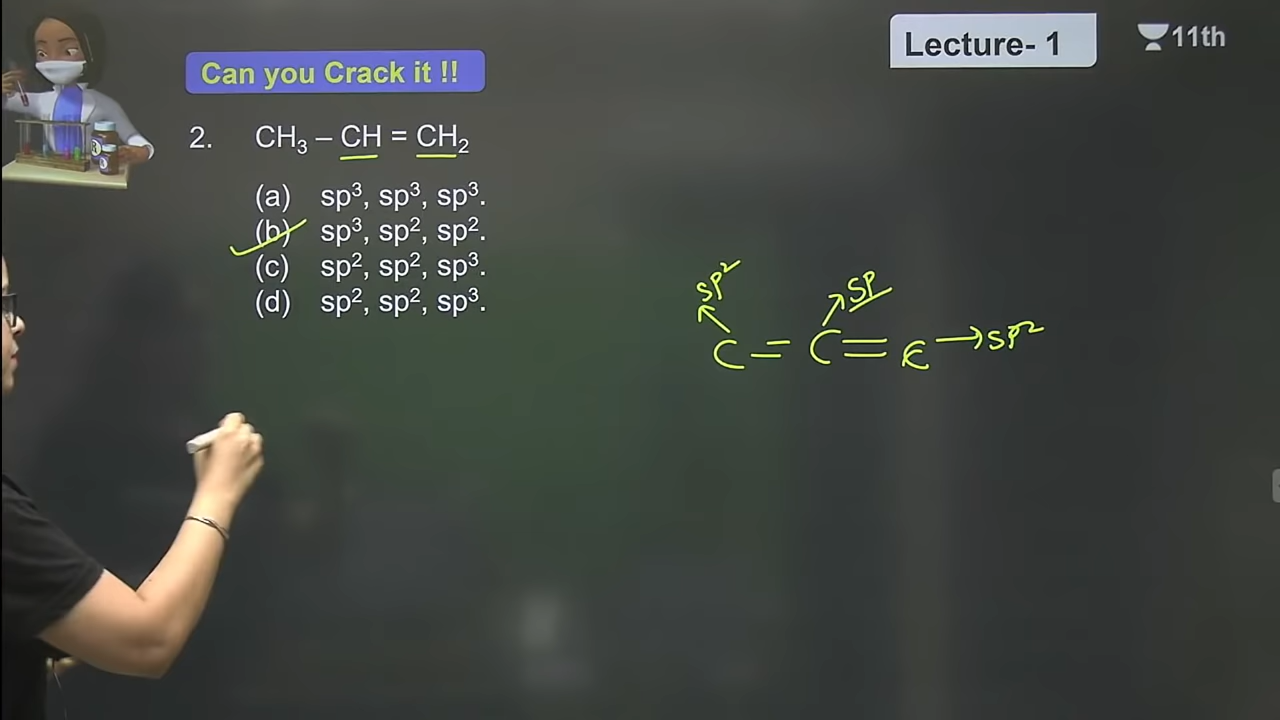 Lecture- 1
11th
Can you Crack it !!
2. CH₃ – CH = CH₂
(a) sp³, sp³, sp³.
(b) sp³, sp², sp².
(c) sp², sp², sp³.
(d) sp², sp², sp³.
SP² SP
C = C = C → SP²